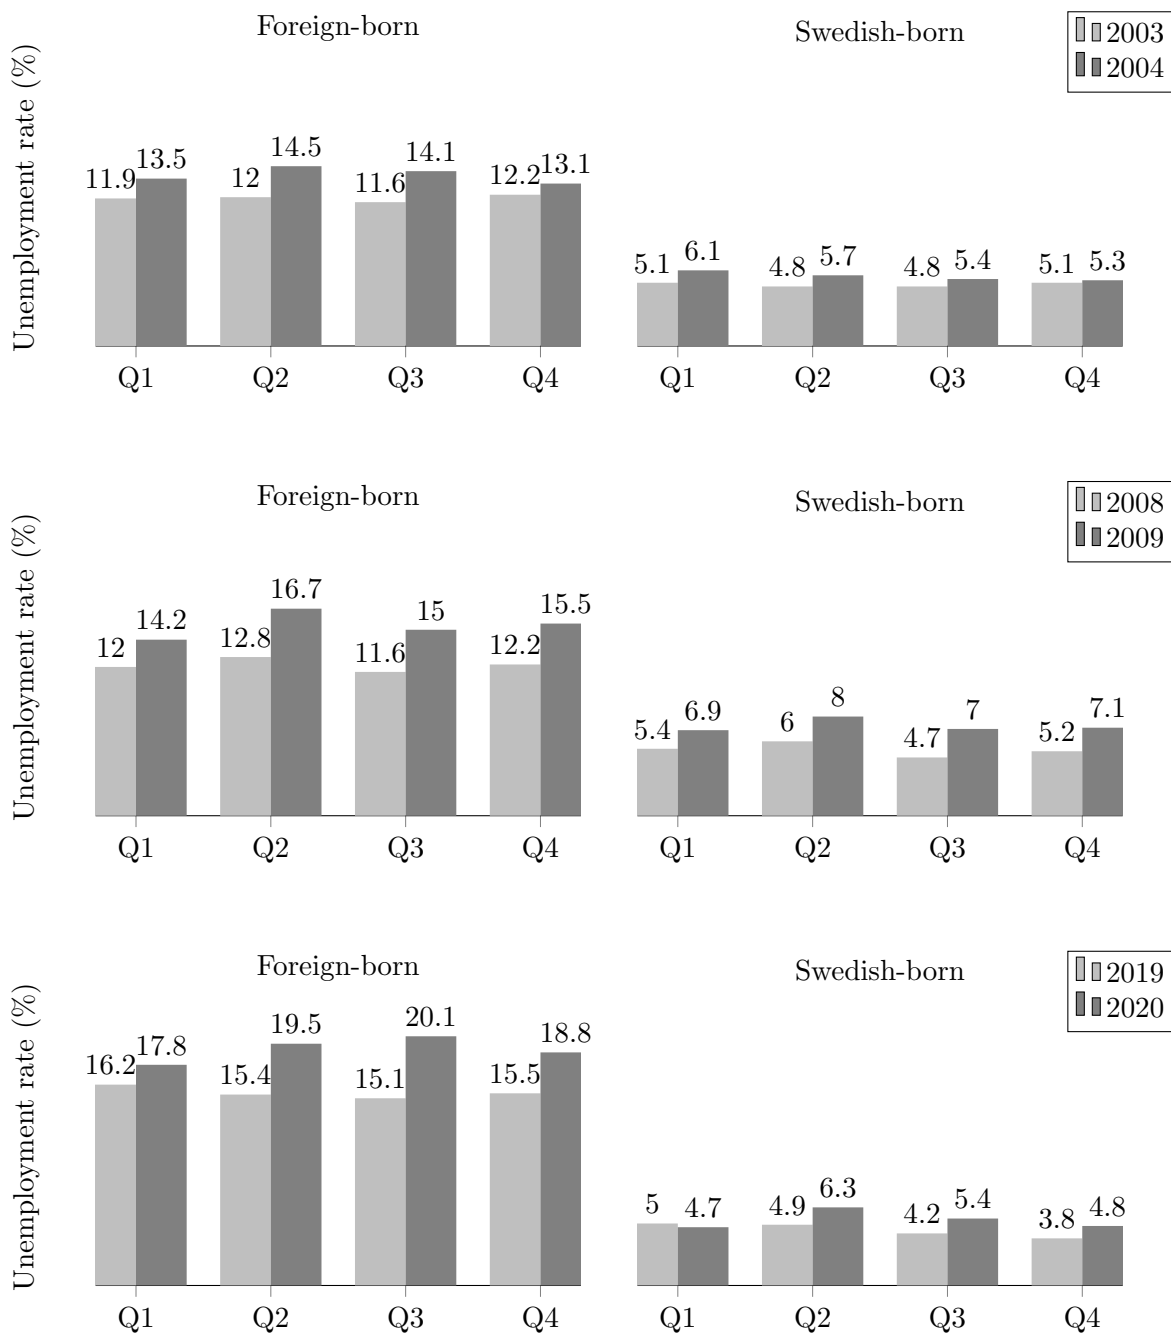 Foreign-born
Swedish-born
2003
2004
Unemployment rate (%)
11.9 13.5 12 14.5 11.6 14.1 12.2 13.1
5.1 6.1 4.8 5.7 4.8 5.4 5.1 5.3
Q1 Q2 Q3 Q4
Q1 Q2 Q3 Q4
Foreign-born
Swedish-born
2008
2009
Unemployment rate (%)
12 14.2 12.8 16.7 11.6 15 12.2 15.5
5.4 6.9 6 8 4.7 7 5.2 7.1
Q1 Q2 Q3 Q4
Q1 Q2 Q3 Q4
Foreign-born
Swedish-born
2019
2020
Unemployment rate (%)
16.2 17.8 15.4 19.5 15.1 20.1 15.5 18.8
5 4.7 4.9 6.3 4.2 5.4 3.8 4.8
Q1 Q2 Q3 Q4
Q1 Q2 Q3 Q4